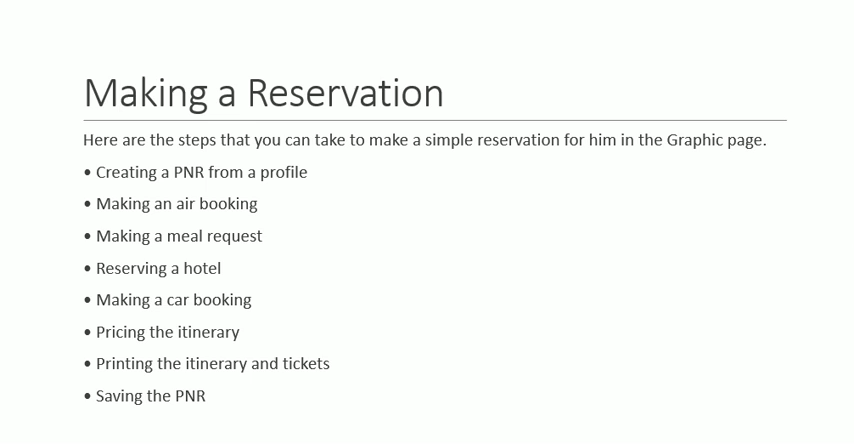 Making a Reservation
Here are the steps that you can take to make a simple reservation for him in the Graphic page.
• Creating a PNR from a profile
• Making an air booking
• Making a meal request
• Reserving a hotel
• Making a car booking
• Pricing the itinerary
• Printing the itinerary and tickets
• Saving the PNR